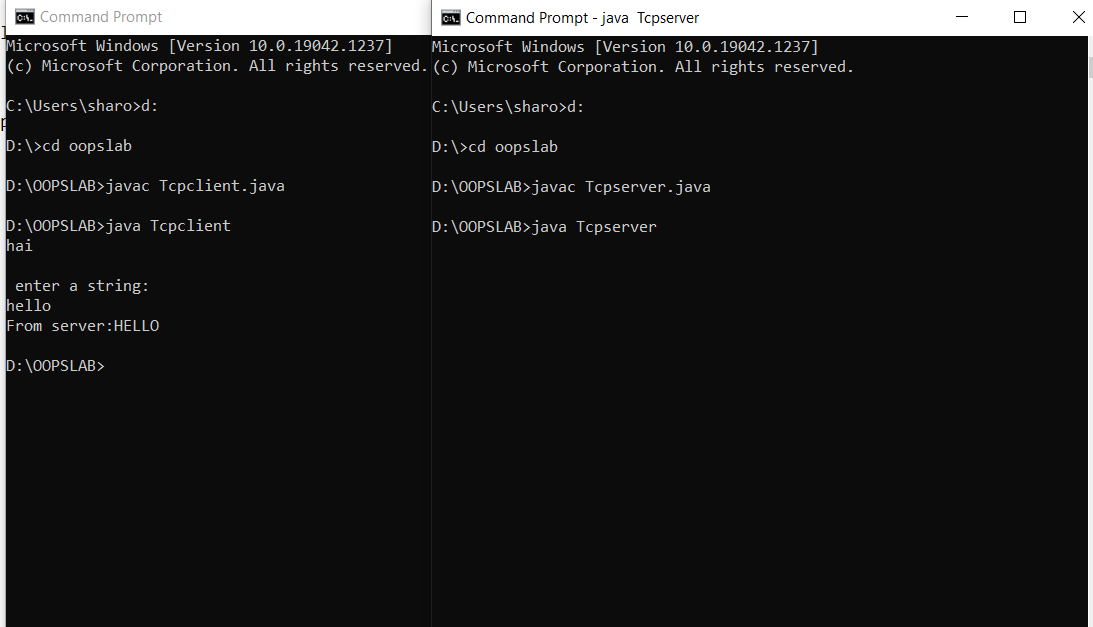 Command Prompt
Microsoft Windows [Version 10.0.19042.1237]
(c) Microsoft Corporation. All rights reserved.
C:\Users\sharo>d:
D:\>cd oopslab
D:\OOPSLAB>javac Tcpclient.java
D:\OOPSLAB>java Tcpclient
hai
enter a string:
hello
From server:HELLO
D:\OOPSLAB>
Command Prompt - java  Tcpserver
Microsoft Windows [Version 10.0.19042.1237]
(c) Microsoft Corporation. All rights reserved.
C:\Users\sharo>d:
D:\>cd oopslab
D:\OOPSLAB>javac Tcpserver.java
D:\OOPSLAB>java Tcpserver